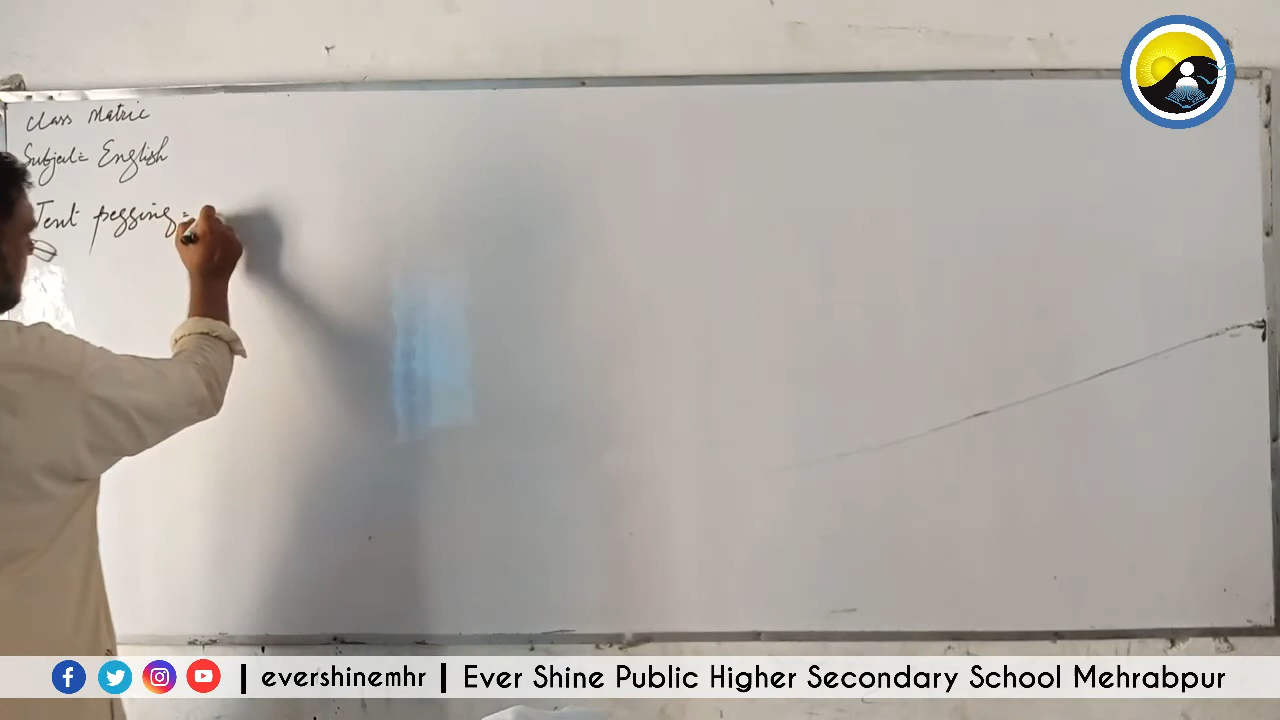 Class Matric
Subject= English
Tent pegging=
| evershinemhr | Ever Shine Public Higher Secondary School Mehrabpur